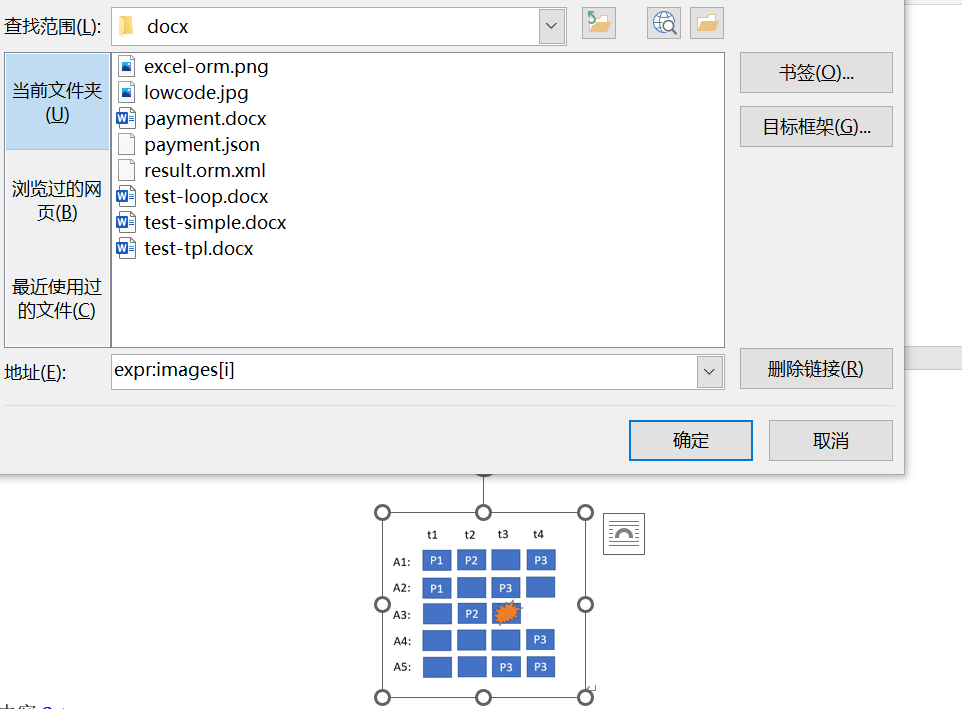 查找范围(L):
docx
当前文件夹
(U)
浏览过的网
页(B)
最近使用过
的文件(C)
excel-orm.png
lowcode.jpg
payment.docx
payment.json
result.orm.xml
test-loop.docx
test-simple.docx
test-tpl.docx
书签(O)...
目标框架(G)...
地址(E):
expr:images[i]
删除链接(R)
确定
取消
t1 t2 t3 t4
A1: P1 P2 P3
A2: P1 P3
A3: P2
A4: P3
A5: P3 P3